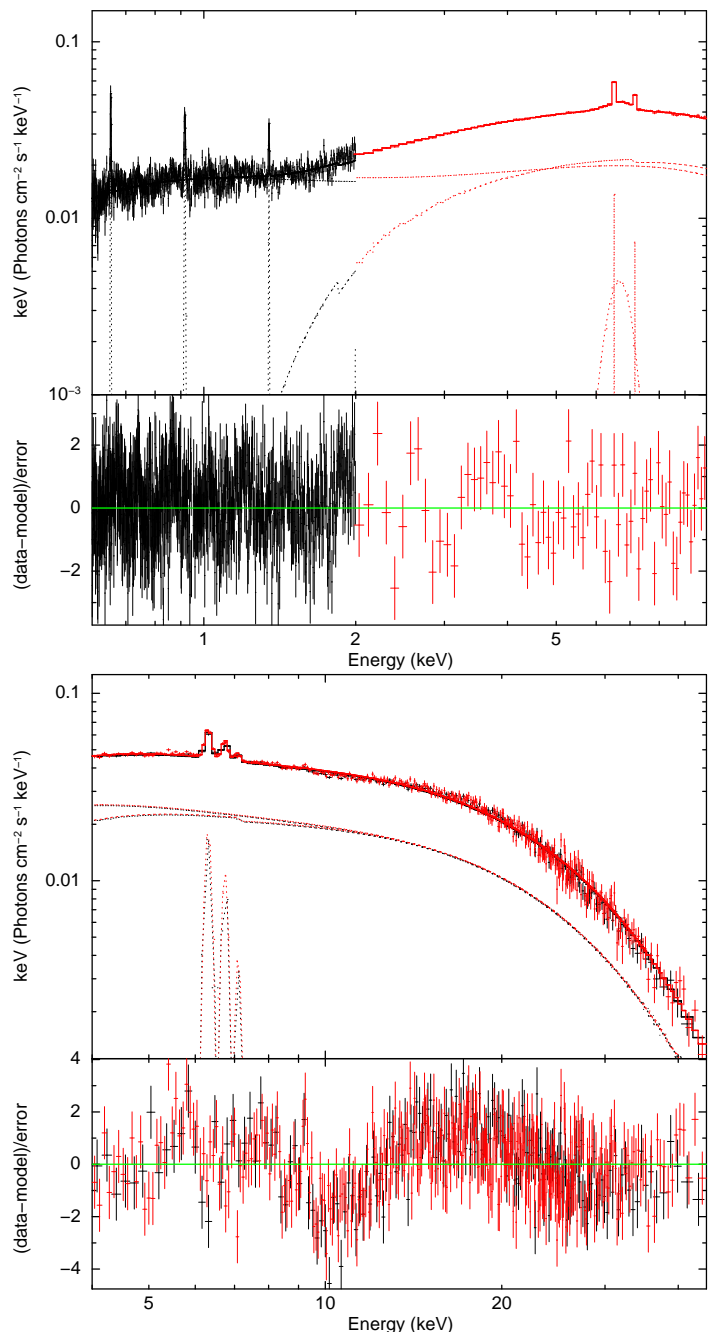 0.1
0.01
10⁻³
keV (Photons cm⁻² s⁻¹ keV⁻¹)
2
0
−2
(data−model)/error
1 2 5
Energy (keV)
0.1
0.01
keV (Photons cm⁻² s⁻¹ keV⁻¹)
4
2
0
−2
−4
(data−model)/error
5 10 20
Energy (keV)